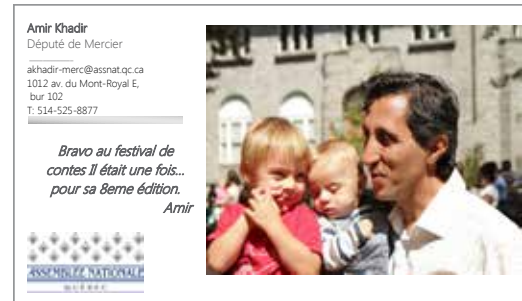 Amir Khadir
Député de Mercier
akhadir-merc@assnat.qc.ca
1012 av. du Mont-Royal E,
bur 102
T: 514-525-8877
Bravo au festival de
contes Il était une fois...
pour sa 8eme édition.
Amir
ASSEMBLÉE NATIONALE
QUÉBEC